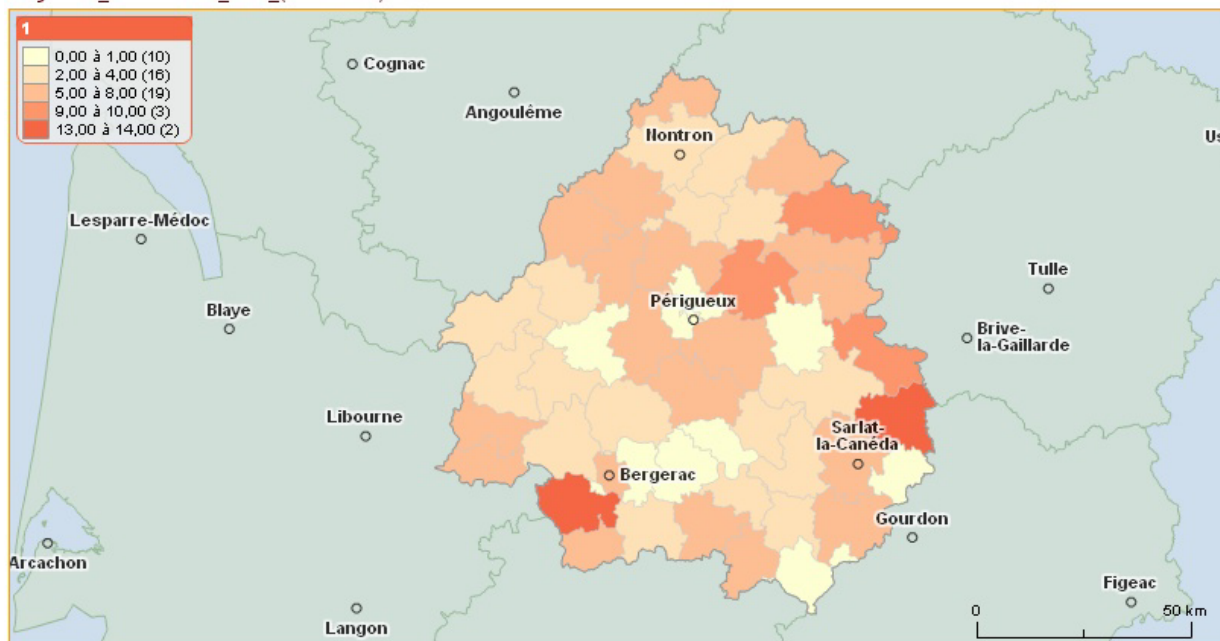 1
0,00 à 1,00 (10)
2,00 à 4,00 (16)
5,00 à 8,00 (19)
9,00 à 10,00 (3)
13,00 à 14,00 (2)
Cognac
Angoulême
Nontron
Us
Lesparre-Médoc
Tulle
Blaye
Périgueux
Brive-
la-Gaillarde
Libourne
Sarlat-
la-Canéda
Bergerac
Gourdon
Arcachon
Figeac
Langon
0
50 km